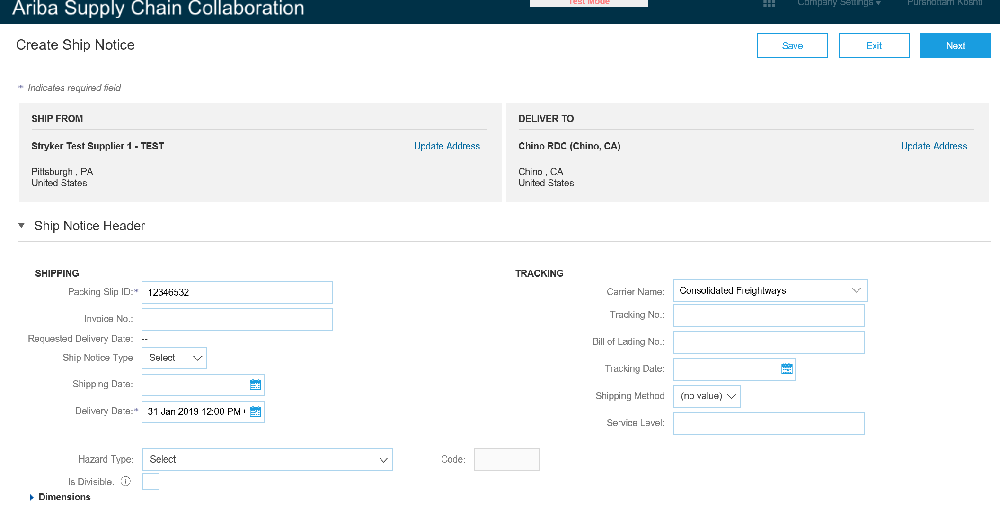 Ariba Supply Chain Collaboration
Test Mode
Company Settings
Purshottam Koshti
Create Ship Notice
Save
Exit
Next
* Indicates required field
SHIP FROM
Stryker Test Supplier 1 - TEST
Update Address
Pittsburgh , PA
United States
DELIVER TO
Chino RDC (Chino, CA)
Update Address
Chino , CA
United States
Ship Notice Header
SHIPPING
Packing Slip ID:* 12346532
Invoice No.:
Requested Delivery Date: --
Ship Notice Type Select
Shipping Date:
Delivery Date:* 31 Jan 2019 12:00 PM
TRACKING
Carrier Name: Consolidated Freightways
Tracking No.:
Bill of Lading No.:
Tracking Date:
Shipping Method (no value)
Service Level:
Hazard Type: Select
Code:
Is Divisible:
Dimensions